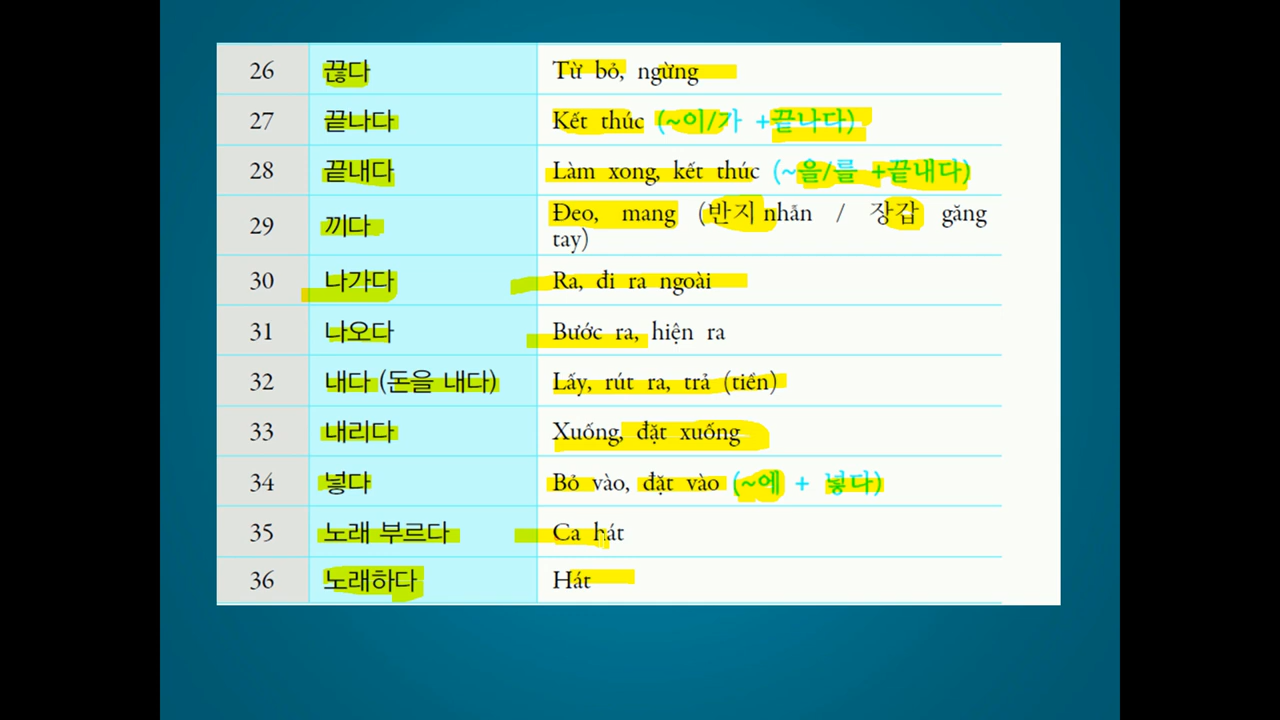 26 끊다 Từ bỏ, ngừng
27 끝나다 Kết thúc (~이/가 +끝나다)
28 끝내다 Làm xong, kết thúc (~을/를 +끝내다)
29 끼다 Đeo, mang (반지 nhẫn / 장갑 găng
tay)
30 나가다 Ra, đi ra ngoài
31 나오다 Bước ra, hiện ra
32 내다 (돈을 내다) Lấy, rút ra, trả (tiền)
33 내리다 Xuống, đặt xuống
34 넣다 Bỏ vào, đặt vào (~에 + 넣다)
35 노래 부르다 Ca hát
36 노래하다 Hát